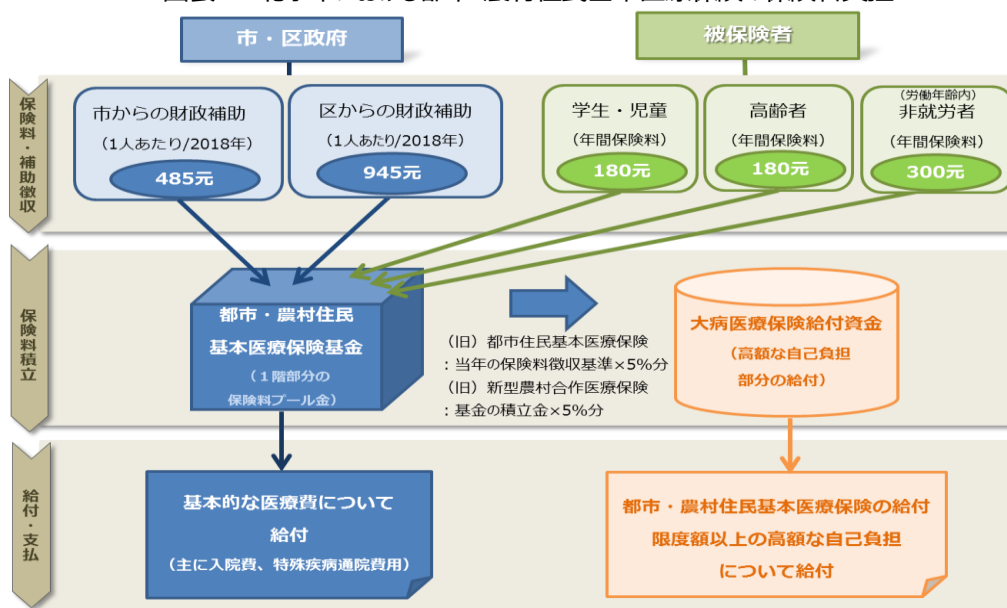 市・区政府
被保険者
保険料・補助徴収
市からの財政補助
（1人あたり/2018年）
485元
区からの財政補助
（1人あたり/2018年）
945元
学生・児童
（年間保険料）
180元
高齢者
（年間保険料）
180元
（労働年齢内）
非就労者
（年間保険料）
300元
保険料積立
都市・農村住民
基本医療保険基金
（１階部分の
保険料プール金）
（旧）都市住民基本医療保険
：当年の保険料徴収基準×5%分
（旧）新型農村合作医療保険
：基金の積立金×5%分
大病医療保険給付資金
（高額な自己負担
部分の給付）
給付・支払
基本的な医療費について
給付
（主に入院費、特殊疾病通院費用）
都市・農村住民基本医療保険の給付
限度額以上の高額な自己負担
について給付